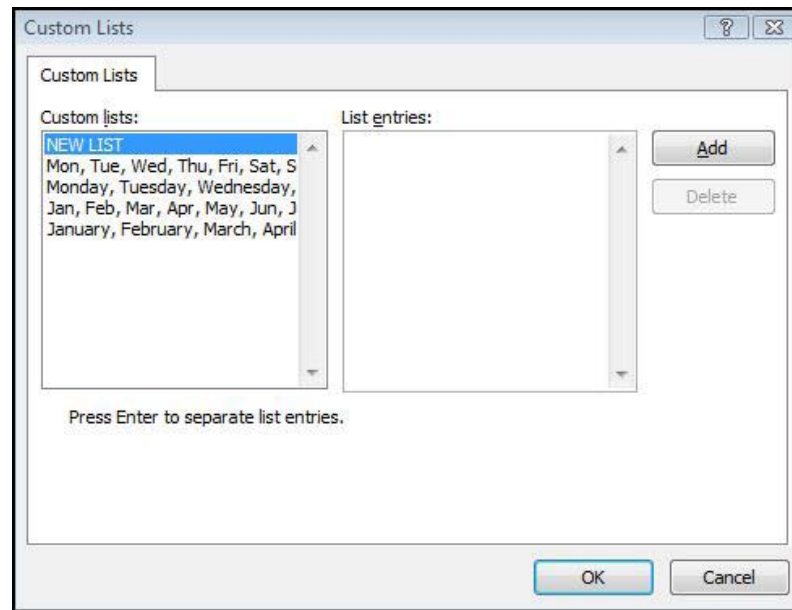 Custom Lists
Custom Lists
Custom lists:
List entries:
NEW LIST
Mon, Tue, Wed, Thu, Fri, Sat, S
Monday, Tuesday, Wednesday,
Jan, Feb, Mar, Apr, May, Jun, J
January, February, March, April
Add
Delete
Press Enter to separate list entries.
OK
Cancel